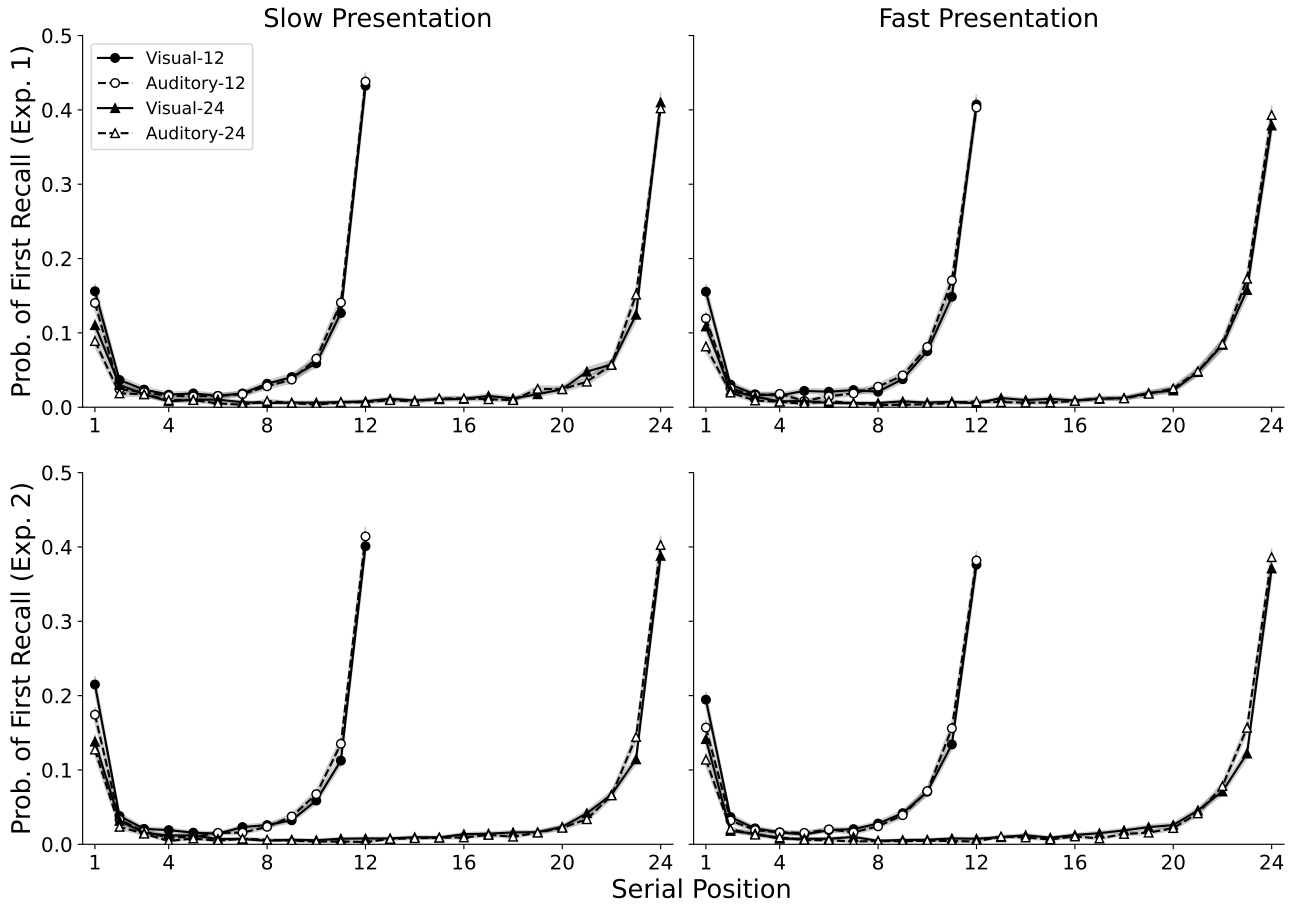 Slow Presentation
Fast Presentation
Prob. of First Recall (Exp. 1)
0.5
0.4
0.3
0.2
0.1
0.0
Visual-12
Auditory-12
Visual-24
Auditory-24
1 4 8 12 16 20 24
1 4 8 12 16 20 24
Prob. of First Recall (Exp. 2)
0.5
0.4
0.3
0.2
0.1
0.0
1 4 8 12 16 20 24
1 4 8 12 16 20 24
Serial Position